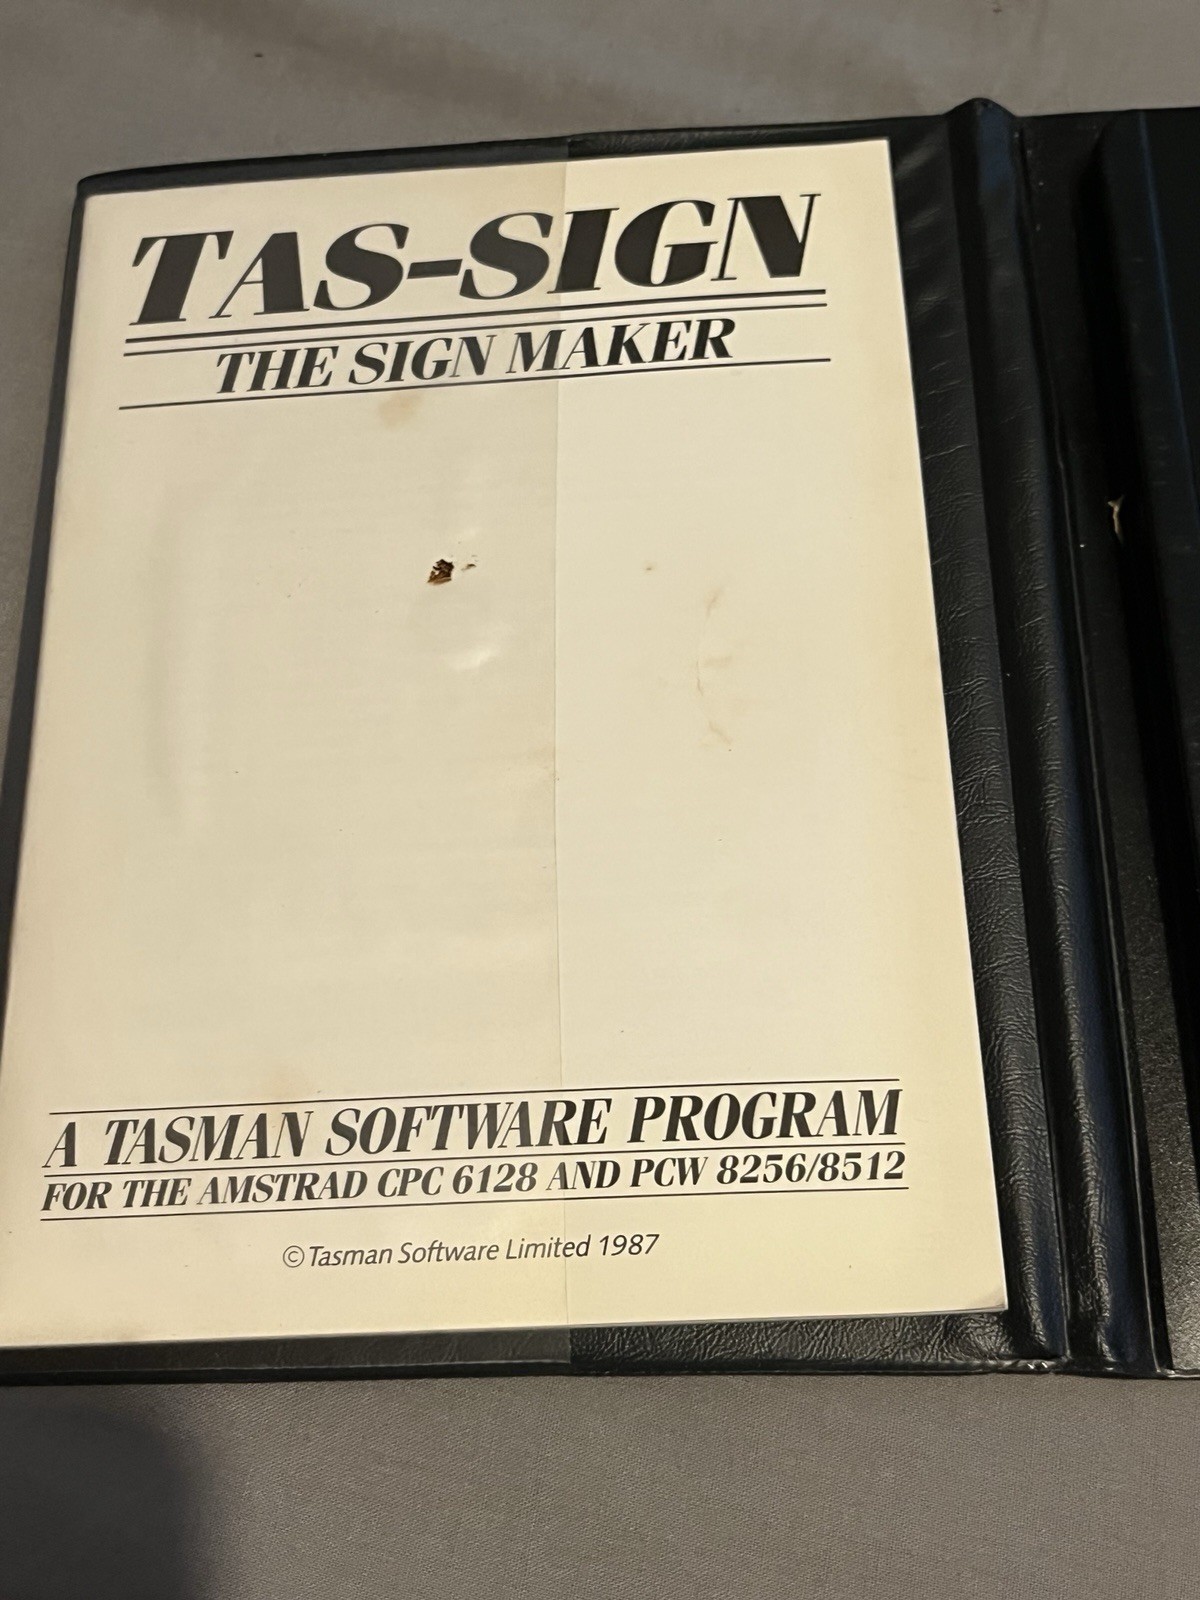 TAS-SIGN
THE SIGN MAKER
A TASMAN SOFTWARE PROGRAM
FOR THE AMSTRAD CPC 6128 AND PCW 8256/8512
© Tasman Software Limited 1987